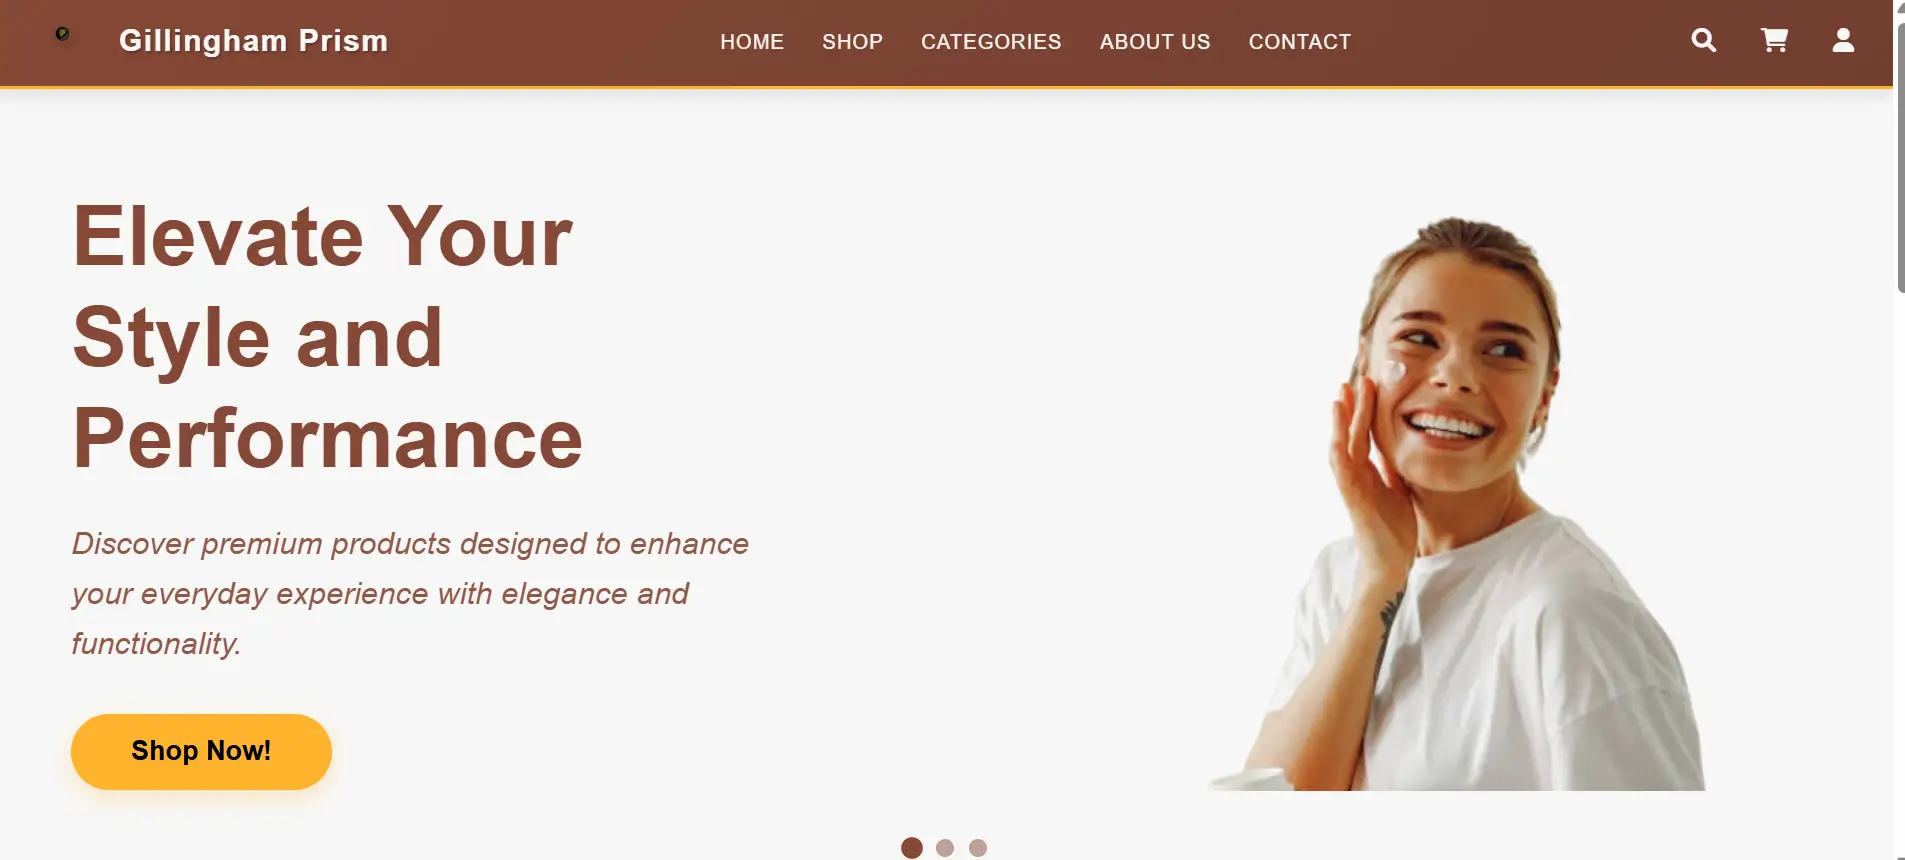 Gillingham Prism
HOME SHOP CATEGORIES ABOUT US CONTACT
Elevate Your
Style and
Performance
Discover premium products designed to enhance
your everyday experience with elegance and
functionality.
Shop Now!